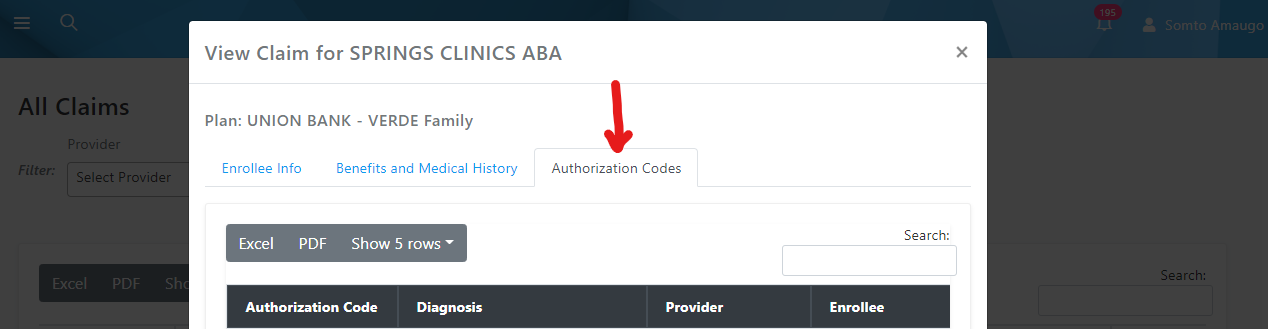 195
Somto Amaugo
View Claim for SPRINGS CLINICS ABA
×
All Claims
Provider
Filter:
Select Provider
Plan: UNION BANK - VERDE Family
Enrollee Info Benefits and Medical History Authorization Codes
Excel PDF Show 5 rows
Search:
Excel PDF Sho
Search:
Authorization Code Diagnosis Provider Enrollee